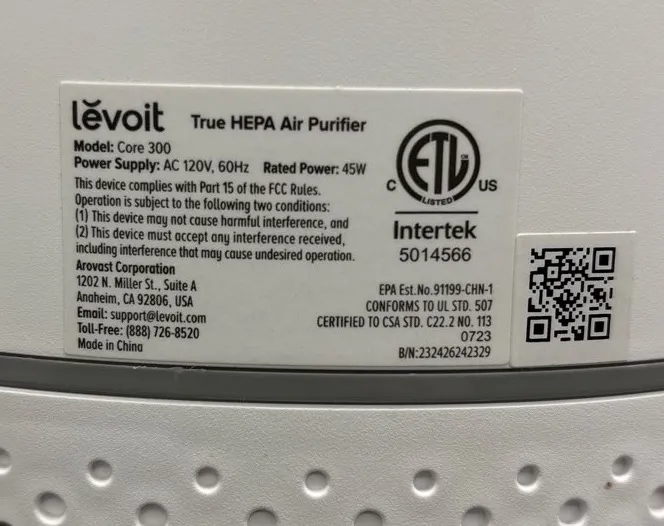 lěvoit True HEPA Air Purifier
Model: Core 300
Power Supply: AC 120V, 60Hz Rated Power: 45W
This device complies with Part 15 of the FCC Rules.
Operation is subject to the following two conditions:
(1) This device may not cause harmful interference, and
(2) This device must accept any interference received,
including interference that may cause undesired operation.
Arovast Corporation
1202 N. Miller St., Suite A
Anaheim, CA 92806, USA
Email: support@levoit.com
Toll-Free: (888) 726-8520
Made in China
ETL
C US
LISTED
Intertek
5014566
EPA Est.No.91199-CHN-1
CONFORMS TO UL STD. 507
CERTIFIED TO CSA STD. C22.2 NO. 113
0723
B/N:232426242329